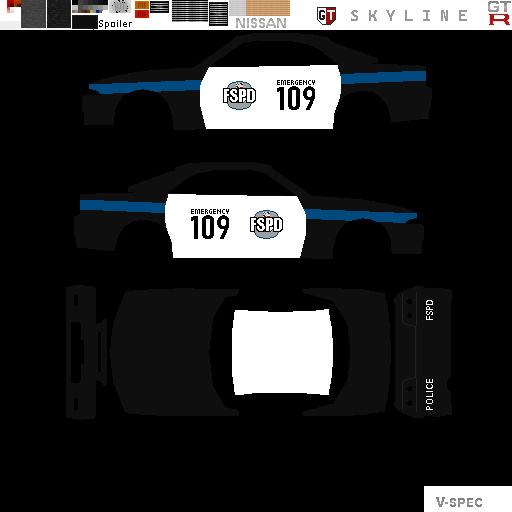 Spoiler
NISSAN
GT SKYLINE
GT
R
EMERGENCY
FSPD 109
EMERGENCY
109 FSPD
FSPD
POLICE
V-SPEC